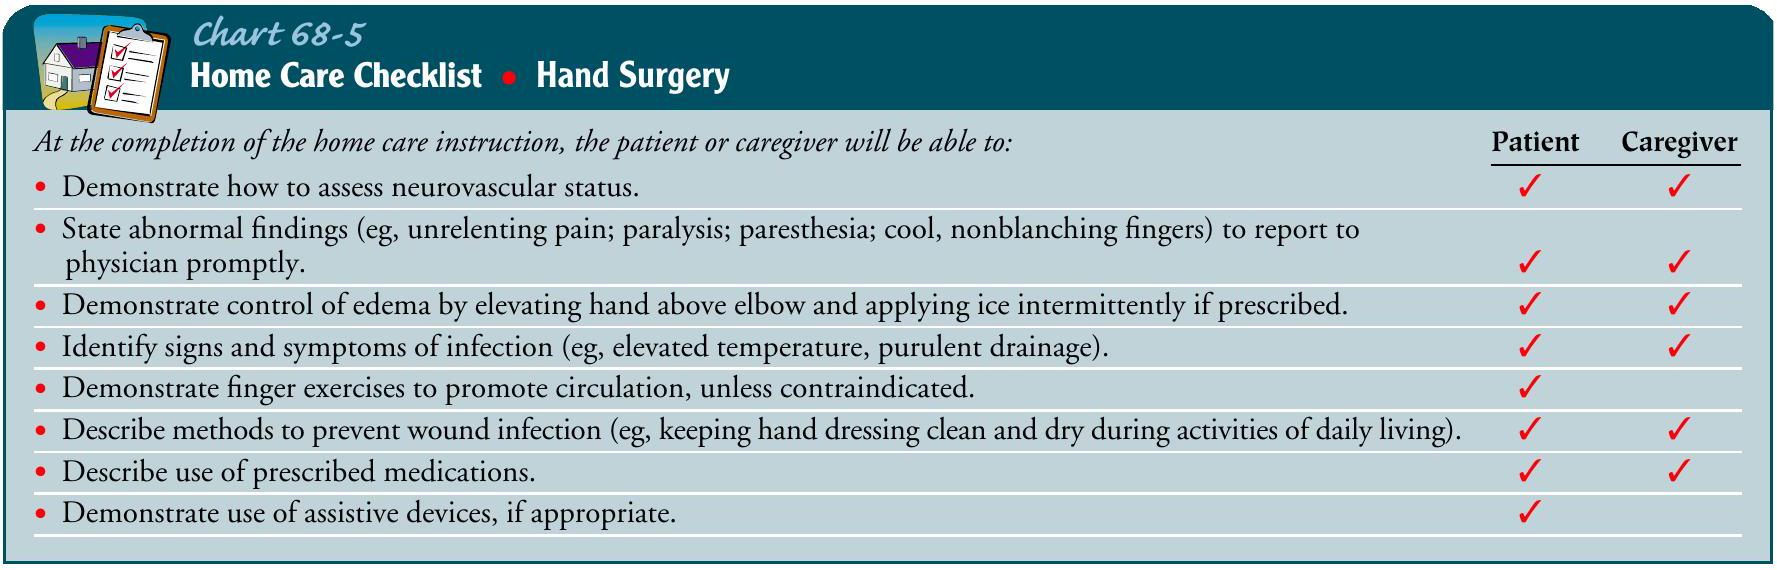 Chart 68-5
Home Care Checklist • Hand Surgery
At the completion of the home care instruction, the patient or caregiver will be able to: Patient Caregiver
• Demonstrate how to assess neurovascular status. ✓ ✓
• State abnormal findings (eg, unrelenting pain; paralysis; paresthesia; cool, nonblanching fingers) to report to
physician promptly. ✓ ✓
• Demonstrate control of edema by elevating hand above elbow and applying ice intermittently if prescribed. ✓ ✓
• Identify signs and symptoms of infection (eg, elevated temperature, purulent drainage). ✓ ✓
• Demonstrate finger exercises to promote circulation, unless contraindicated. ✓
• Describe methods to prevent wound infection (eg, keeping hand dressing clean and dry during activities of daily living). ✓ ✓
• Describe use of prescribed medications. ✓ ✓
• Demonstrate use of assistive devices, if appropriate. ✓